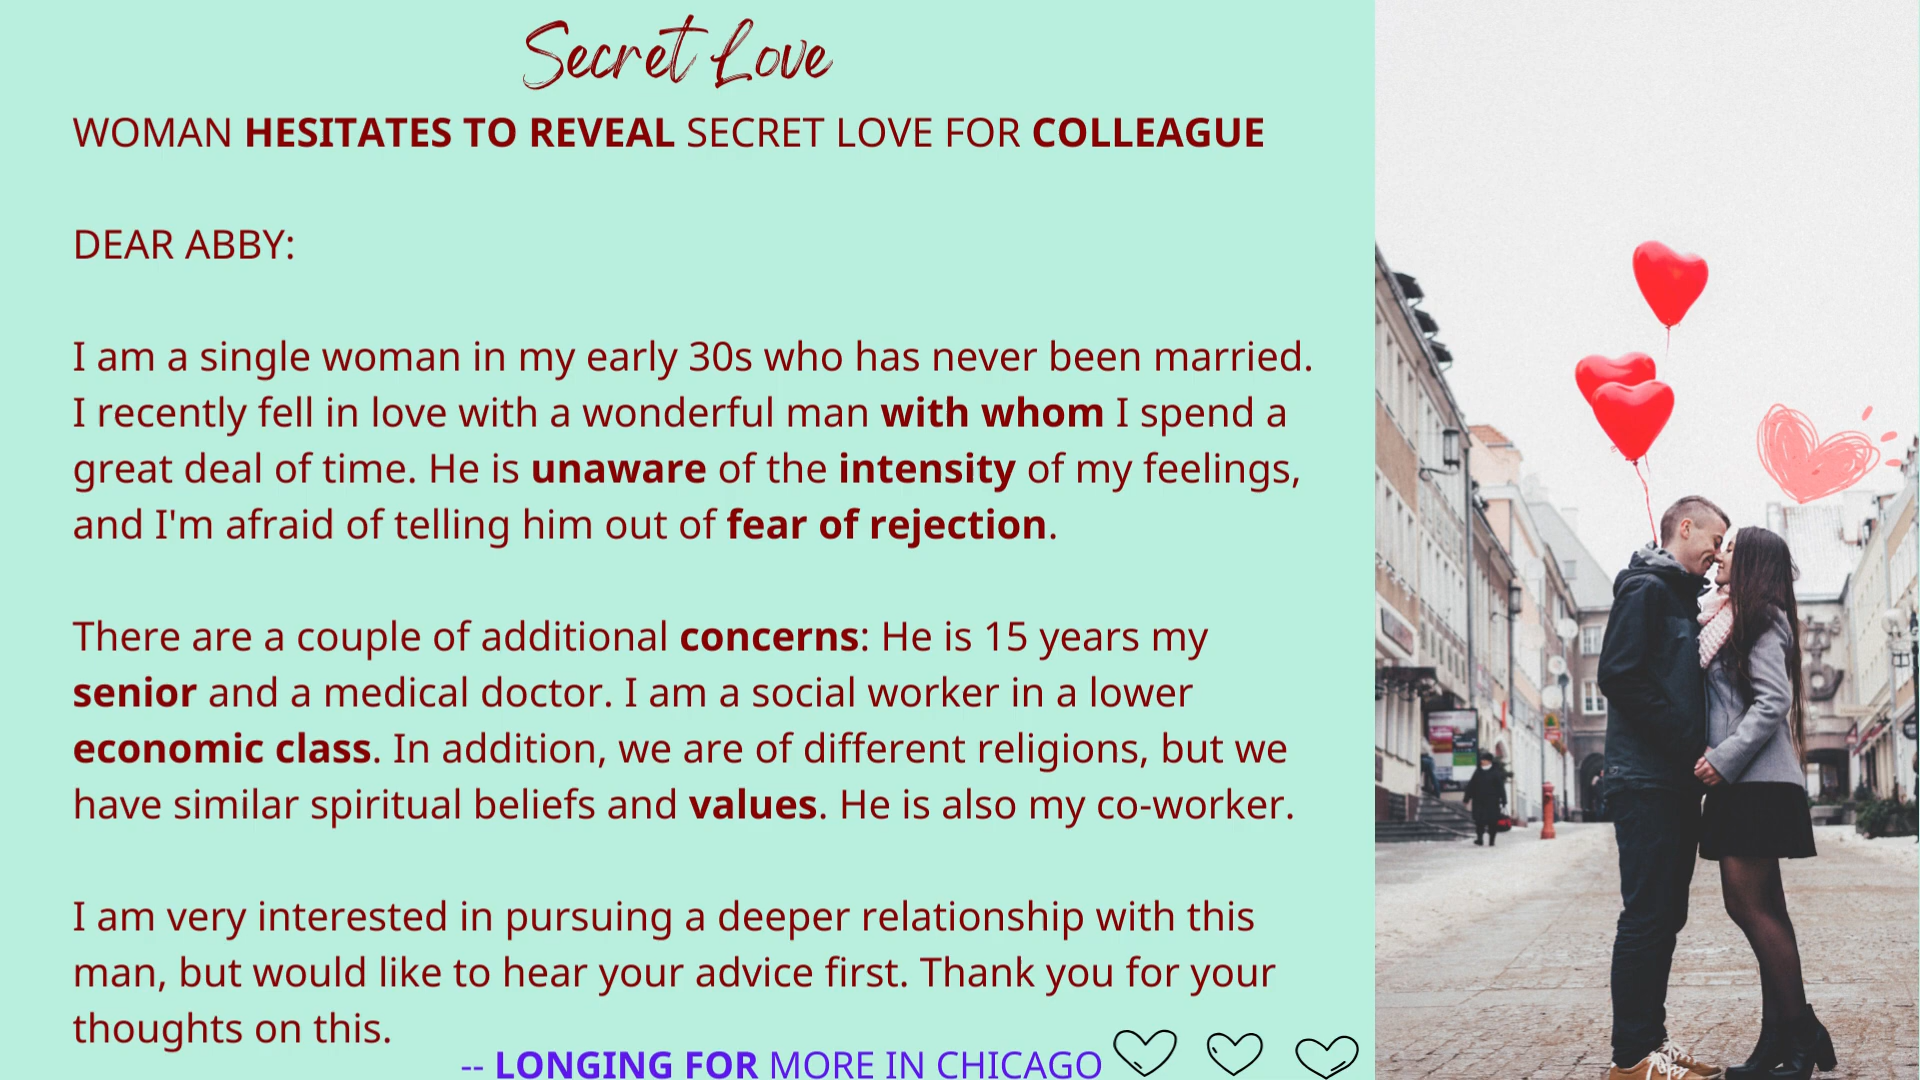 Secret Love
WOMAN HESITATES TO REVEAL SECRET LOVE FOR COLLEAGUE
DEAR ABBY:
I am a single woman in my early 30s who has never been married.
I recently fell in love with a wonderful man with whom I spend a
great deal of time. He is unaware of the intensity of my feelings,
and I'm afraid of telling him out of fear of rejection.
There are a couple of additional concerns: He is 15 years my
senior and a medical doctor. I am a social worker in a lower
economic class. In addition, we are of different religions, but we
have similar spiritual beliefs and values. He is also my co-worker.
I am very interested in pursuing a deeper relationship with this
man, but would like to hear your advice first. Thank you for your
thoughts on this.
-- LONGING FOR MORE IN CHICAGO